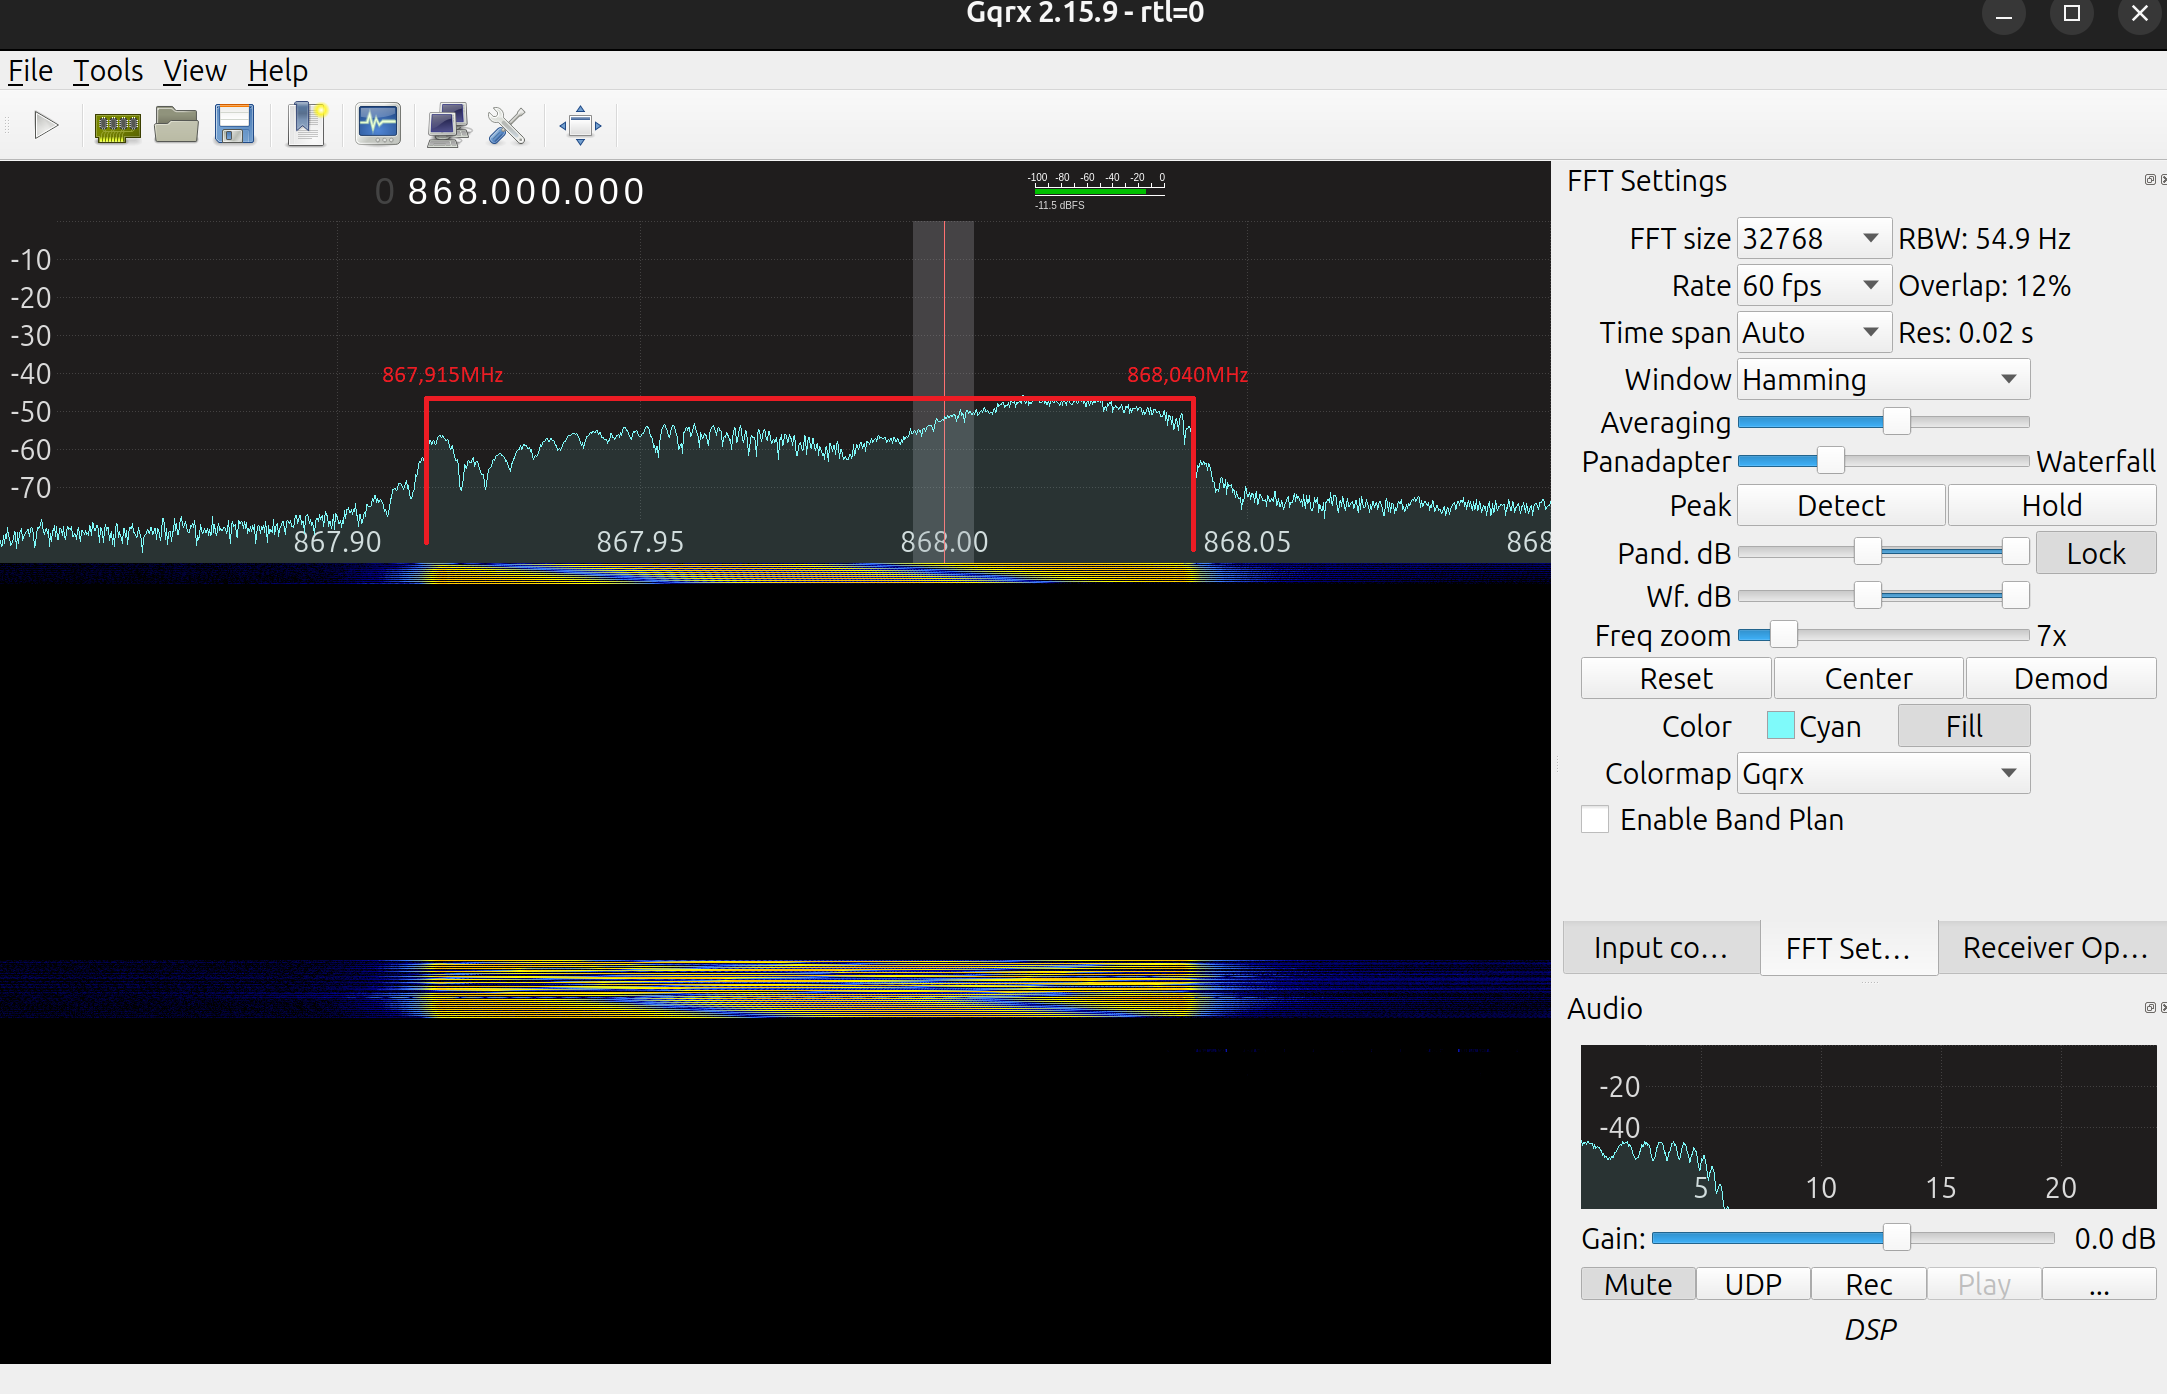 Gqrx 2.15.9 - rtl=0
File Tools View Help
0 868.000.000
-100 -80 -60 -40 -20 0
-11.5 dBFS
-10
-20
-30
-40
-50
-60
-70
867,915MHz
868,040MHz
867.90 867.95 868.00 868.05 868
FFT Settings
FFT size 32768 RBW: 54.9 Hz
Rate 60 fps Overlap: 12%
Time span Auto Res: 0.02 s
Window Hamming
Averaging
Panadapter Waterfall
Peak Detect Hold
Pand. dB Lock
Wf. dB
Freq zoom 7x
Reset Center Demod
Color Cyan Fill
Colormap Gqrx
Enable Band Plan
Input co... FFT Set... Receiver Op...
Audio
-20
-40
5 10 15 20
Gain: 0.0 dB
Mute UDP Rec Play ...
DSP